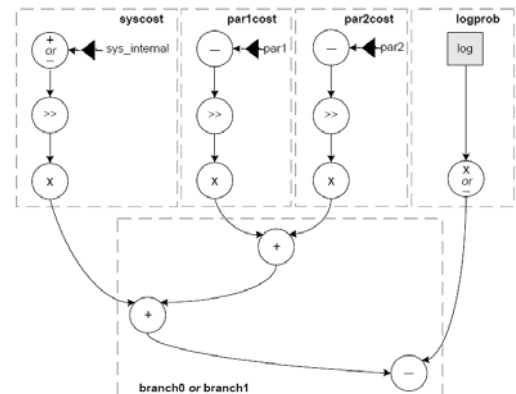 syscost par1cost par2cost logprob
+ or –
sys_internal
–
par1
–
par2
log
>>
>>
>>
X
X
X
X or –
+
+
–
branch0 or branch1